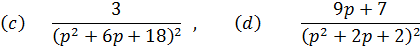 (c) 3/(p² + 6p + 18)² , (d) (9p + 7)/(p² + 2p + 2)²